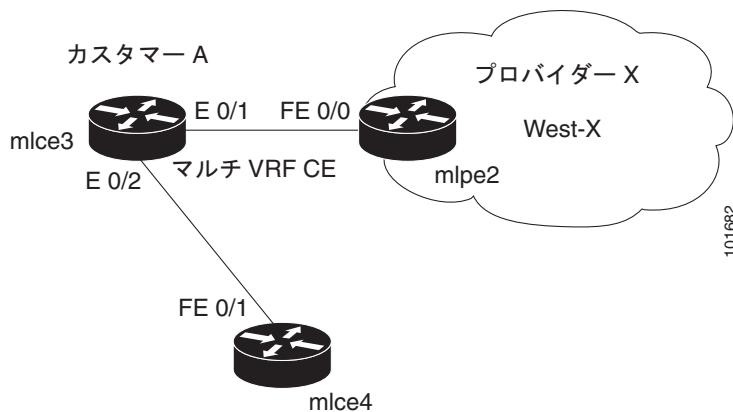 カスタマー A
プロバイダー X
E 0/1
FE 0/0
West-X
mlce3
マルチ VRF CE
mlpe2
E 0/2
101682
FE 0/1
mlce4